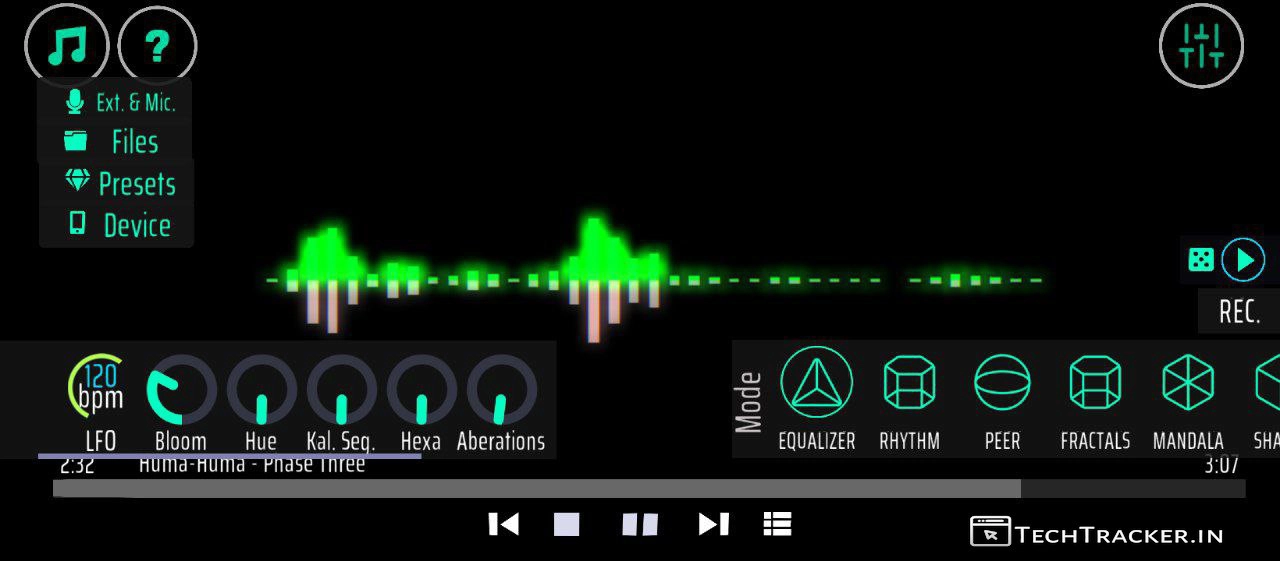 ?
Ext. & Mic.
Files
Presets
Device
REC.
120
bpm
LFO
Bloom
Hue
Kal. Seg.
Hexa
Aberations
Mode
EQUALIZER
RHYTHM
PEER
FRACTALS
MANDALA
SHA
2:32
Huma-Huma - Phase Three
3:07
TECHTRACKER.IN